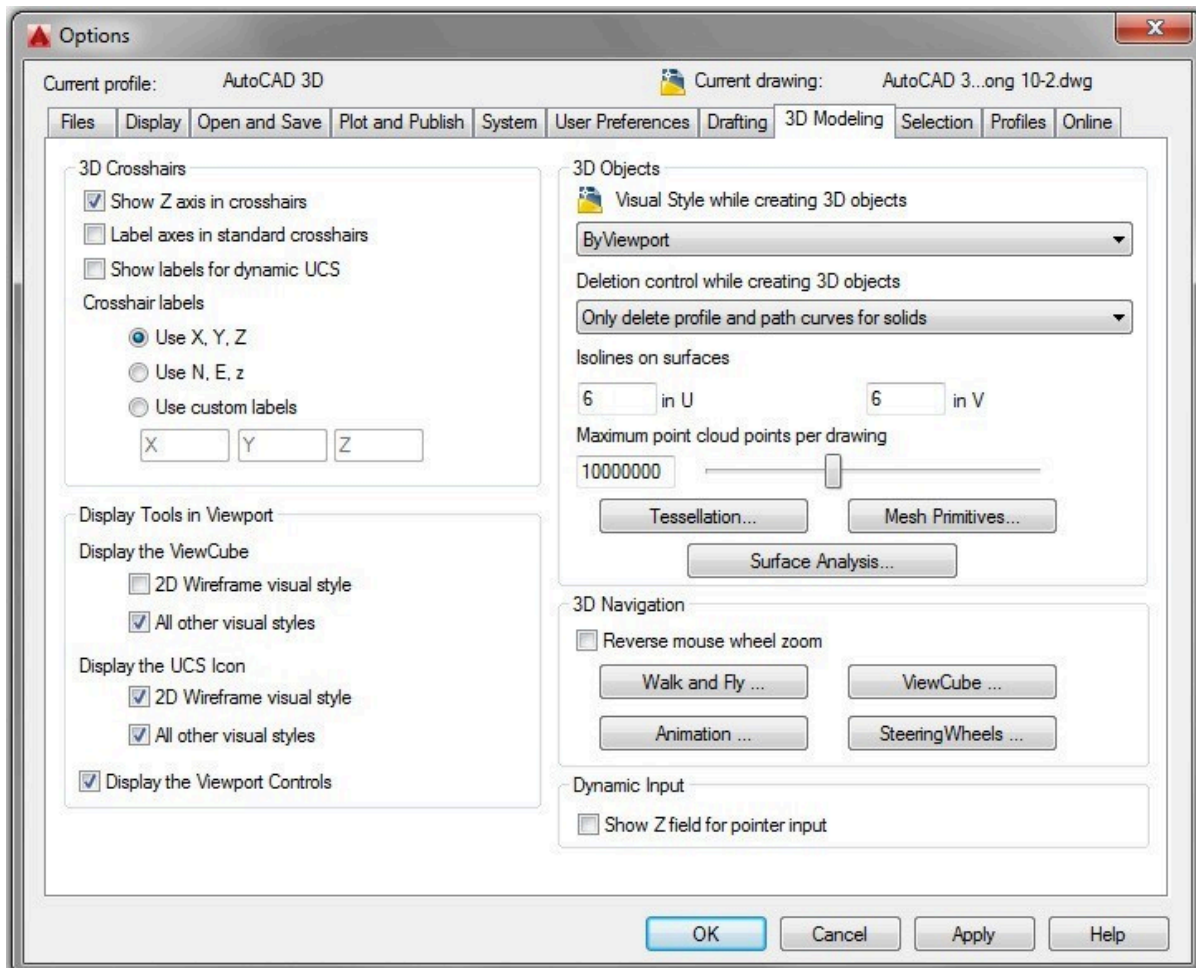 Options
Current profile: AutoCAD 3D Current drawing: AutoCAD 3...ong 10-2.dwg
Files Display Open and Save Plot and Publish System User Preferences Drafting 3D Modeling Selection Profiles Online
3D Crosshairs
Show Z axis in crosshairs
Label axes in standard crosshairs
Show labels for dynamic UCS
Crosshair labels
Use X, Y, Z
Use N, E, z
Use custom labels
X Y Z
Display Tools in Viewport
Display the ViewCube
2D Wireframe visual style
All other visual styles
Display the UCS Icon
2D Wireframe visual style
All other visual styles
Display the Viewport Controls
3D Objects
Visual Style while creating 3D objects
ByViewport
Deletion control while creating 3D objects
Only delete profile and path curves for solids
Isolines on surfaces
6 in U 6 in V
Maximum point cloud points per drawing
10000000
Tessellation... Mesh Primitives...
Surface Analysis...
3D Navigation
Reverse mouse wheel zoom
Walk and Fly ... ViewCube ...
Animation ... SteeringWheels ...
Dynamic Input
Show Z field for pointer input
OK Cancel Apply Help